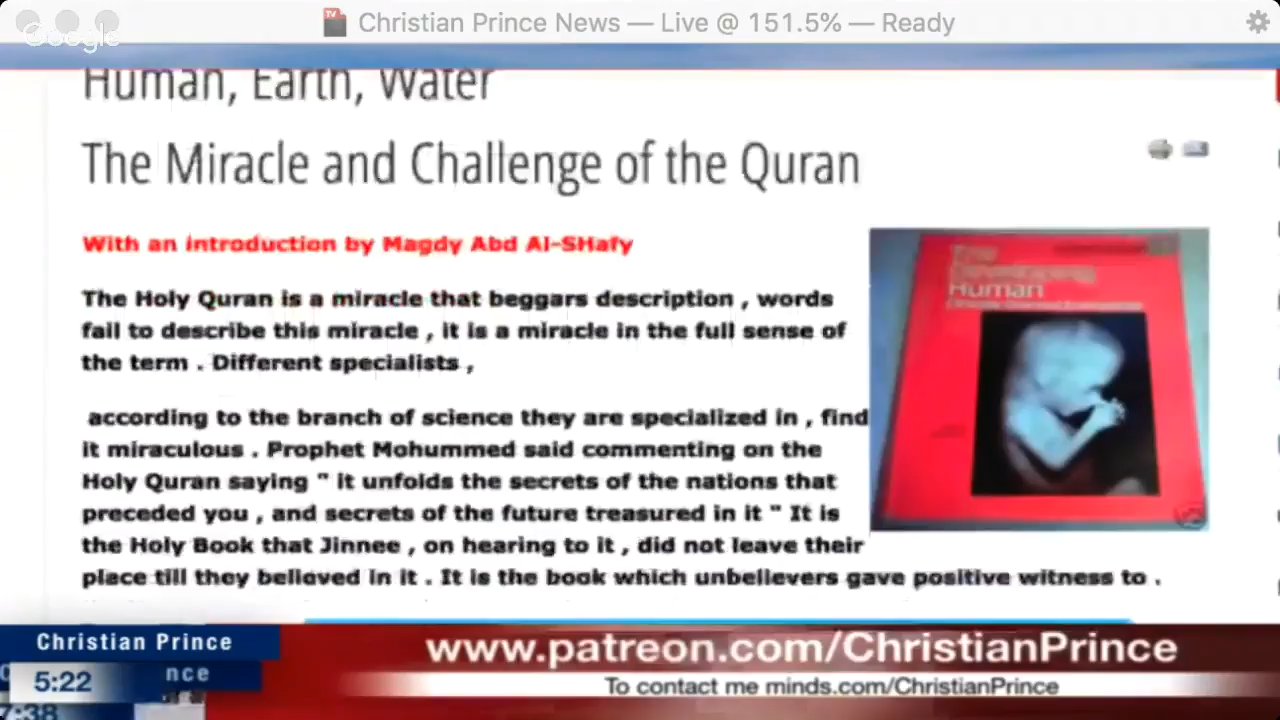 Christian Prince News — Live @ 151.5% — Ready
Google
Human, Earth, Water
The Miracle and Challenge of the Quran
With an introduction by Magdy Abd Al-SHafy
The Holy Quran is a miracle that beggars description , words
fail to describe this miracle , it is a miracle in the full sense of
the term . Different specialists ,
according to the branch of science they are specialized in , find
it miraculous . Prophet Mohummed said commenting on the
Holy Quran saying " it unfolds the secrets of the nations that
preceded you , and secrets of the future treasured in it " It is
the Holy Book that Jinnee , on hearing to it , did not leave their
place till they believed in it . It is the book which unbelievers gave positive witness to .
The
Developing
Human
Christian Prince
5:22
nce
7:38
www.patreon.com/ChristianPrince
To contact me minds.com/ChristianPrince